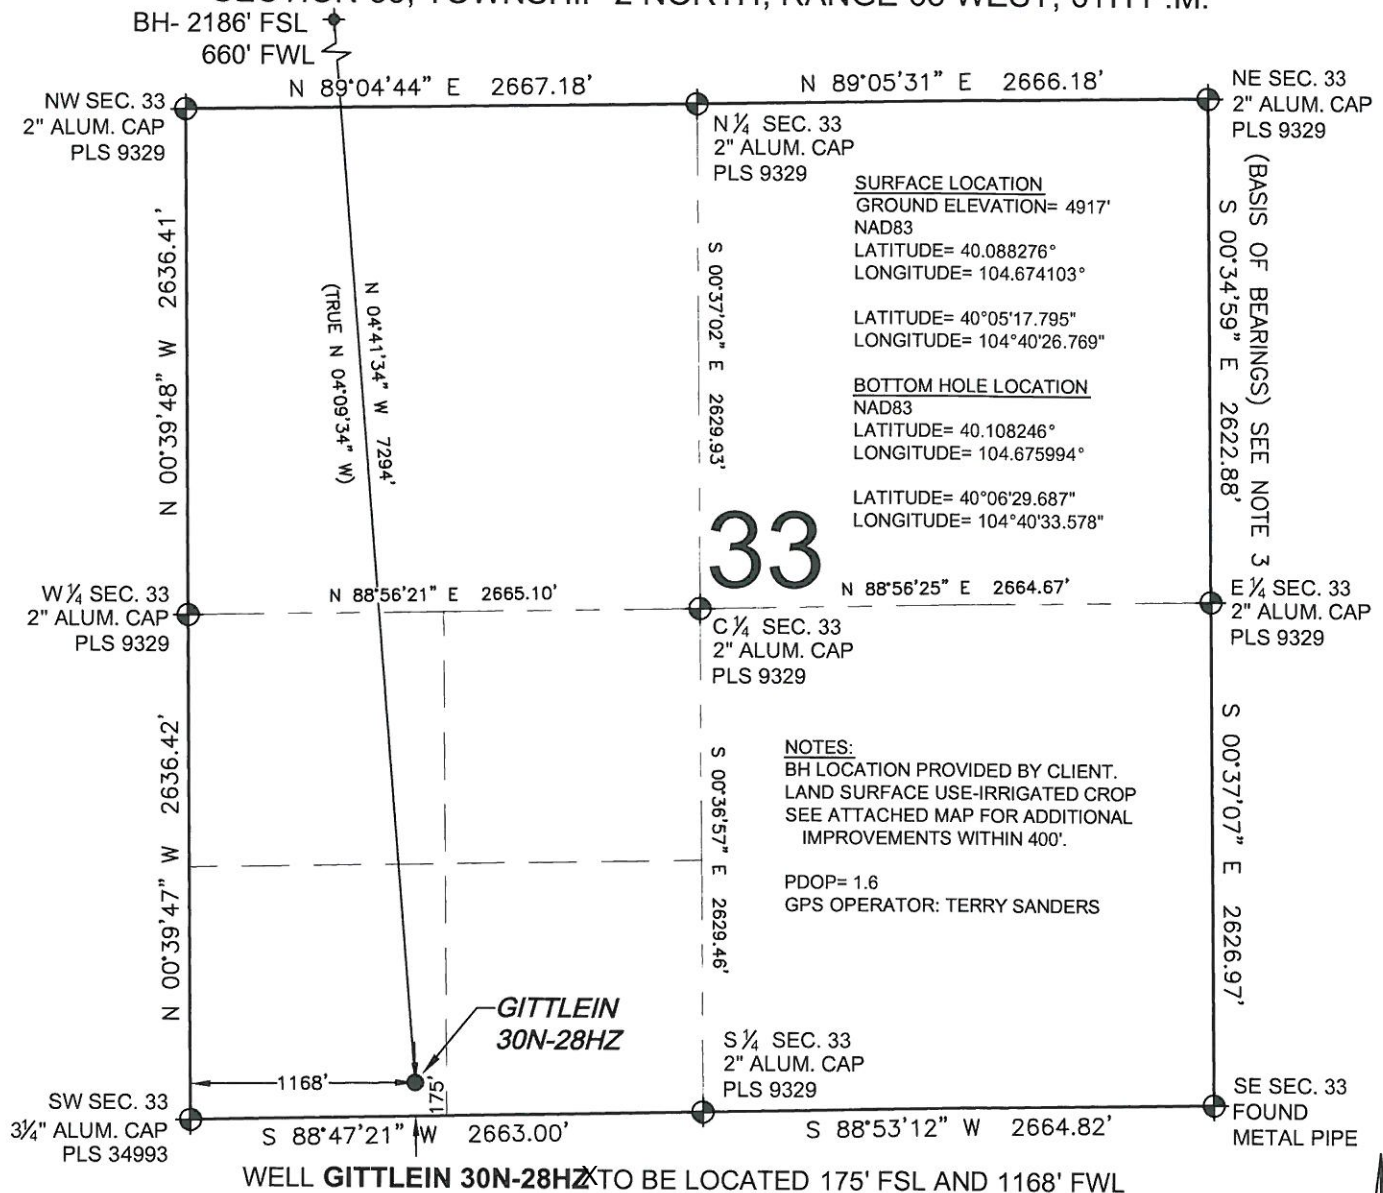 BH- 2186' FSL
660' FWL
N 89°04'44" E 2667.18'
N 89°05'31" E 2666.18'
NW SEC. 33
2" ALUM. CAP
PLS 9329
N ¼ SEC. 33
2" ALUM. CAP
PLS 9329
NE SEC. 33
2" ALUM. CAP
PLS 9329
SURFACE LOCATION
GROUND ELEVATION= 4917'
NAD83
LATITUDE= 40.088276°
LONGITUDE= 104.674103°
LATITUDE= 40°05'17.795"
LONGITUDE= 104°40'26.769"
BOTTOM HOLE LOCATION
NAD83
LATITUDE= 40.108246°
LONGITUDE= 104.675994°
LATITUDE= 40°06'29.687"
LONGITUDE= 104°40'33.578"
N 00°39'48" W 2636.41'
N 04°41'34" W 7294'
(TRUE N 04°09'34" W)
S 00°37'02" E 2629.93'
S 00°34'59" E 2622.88'
(BASIS OF BEARINGS) SEE NOTE 3
33
W ¼ SEC. 33
2" ALUM. CAP
PLS 9329
N 88°56'21" E 2665.10'
C ¼ SEC. 33
2" ALUM. CAP
PLS 9329
N 88°56'25" E 2664.67'
E ¼ SEC. 33
2" ALUM. CAP
PLS 9329
N 00°39'47" W 2636.42'
S 00°36'57" E 2629.46'
S 00°37'07" E 2626.97'
NOTES:
BH LOCATION PROVIDED BY CLIENT.
LAND SURFACE USE-IRRIGATED CROP
SEE ATTACHED MAP FOR ADDITIONAL
IMPROVEMENTS WITHIN 400'.
PDOP= 1.6
GPS OPERATOR: TERRY SANDERS
GITTLEIN
30N-28HZ
1168'
175'
SW SEC. 33
3¼" ALUM. CAP
PLS 34993
S ¼ SEC. 33
2" ALUM. CAP
PLS 9329
SE SEC. 33
FOUND
METAL PIPE
S 88°47'21" W 2663.00'
S 88°53'12" W 2664.82'
WELL GITTLEIN 30N-28HZX TO BE LOCATED 175' FSL AND 1168' FWL